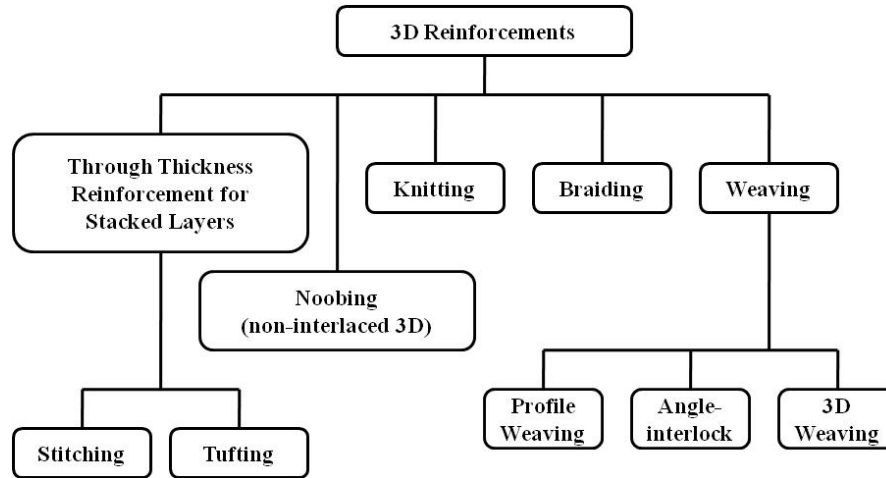 3D Reinforcements
Through Thickness
Reinforcement for
Stacked Layers
Knitting
Braiding
Weaving
Noobing
(non-interlaced 3D)
Stitching
Tufting
Profile
Weaving
Angle-
interlock
3D
Weaving